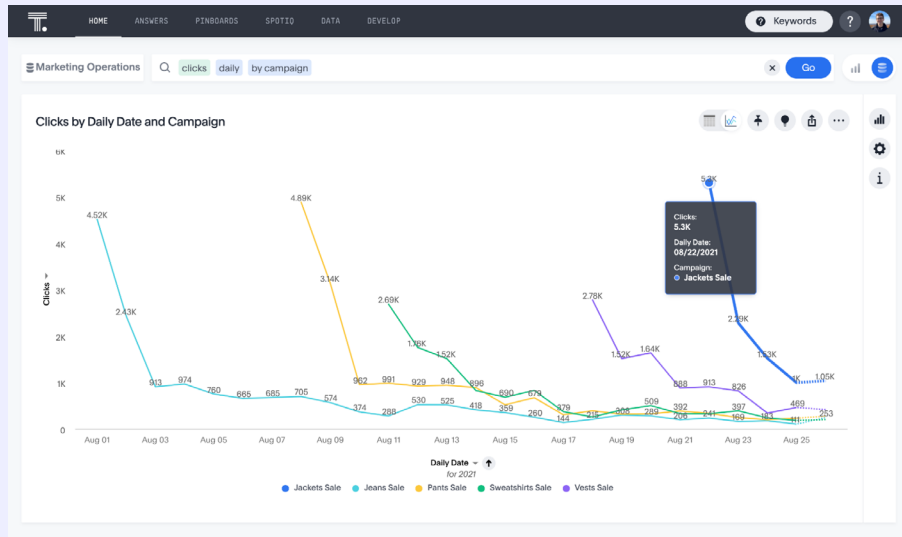 T.
HOME ANSWERS PINBOARDS SPOTIQ DATA DEVELOP
? Keywords ?
Marketing Operations clicks daily by campaign × Go
Clicks by Daily Date and Campaign
6K
5K
4K
3K
2K
1K
0
Clicks
4.52K
2.43K
913
974
760
665
685
705
574
374
288
530
525
418
359
260
144
215
308
289
206
241
169
183
111
253
4.89K
3.14K
962
991
929
948
896
2.69K
1.78K
1.52K
690
679
379
509
392
397
2.78K
1.52K
1.64K
888
913
826
469
5.3K
2.29K
1.53K
1K
1.05K
Clicks:
5.3K
Daily Date:
08/22/2021
Campaign:
Jackets Sale
i
Aug 01 Aug 03 Aug 05 Aug 07 Aug 09 Aug 11 Aug 13 Aug 15 Aug 17 Aug 19 Aug 21 Aug 23 Aug 25
Daily Date
for 2021
Jackets Sale Jeans Sale Pants Sale Sweatshirts Sale Vests Sale